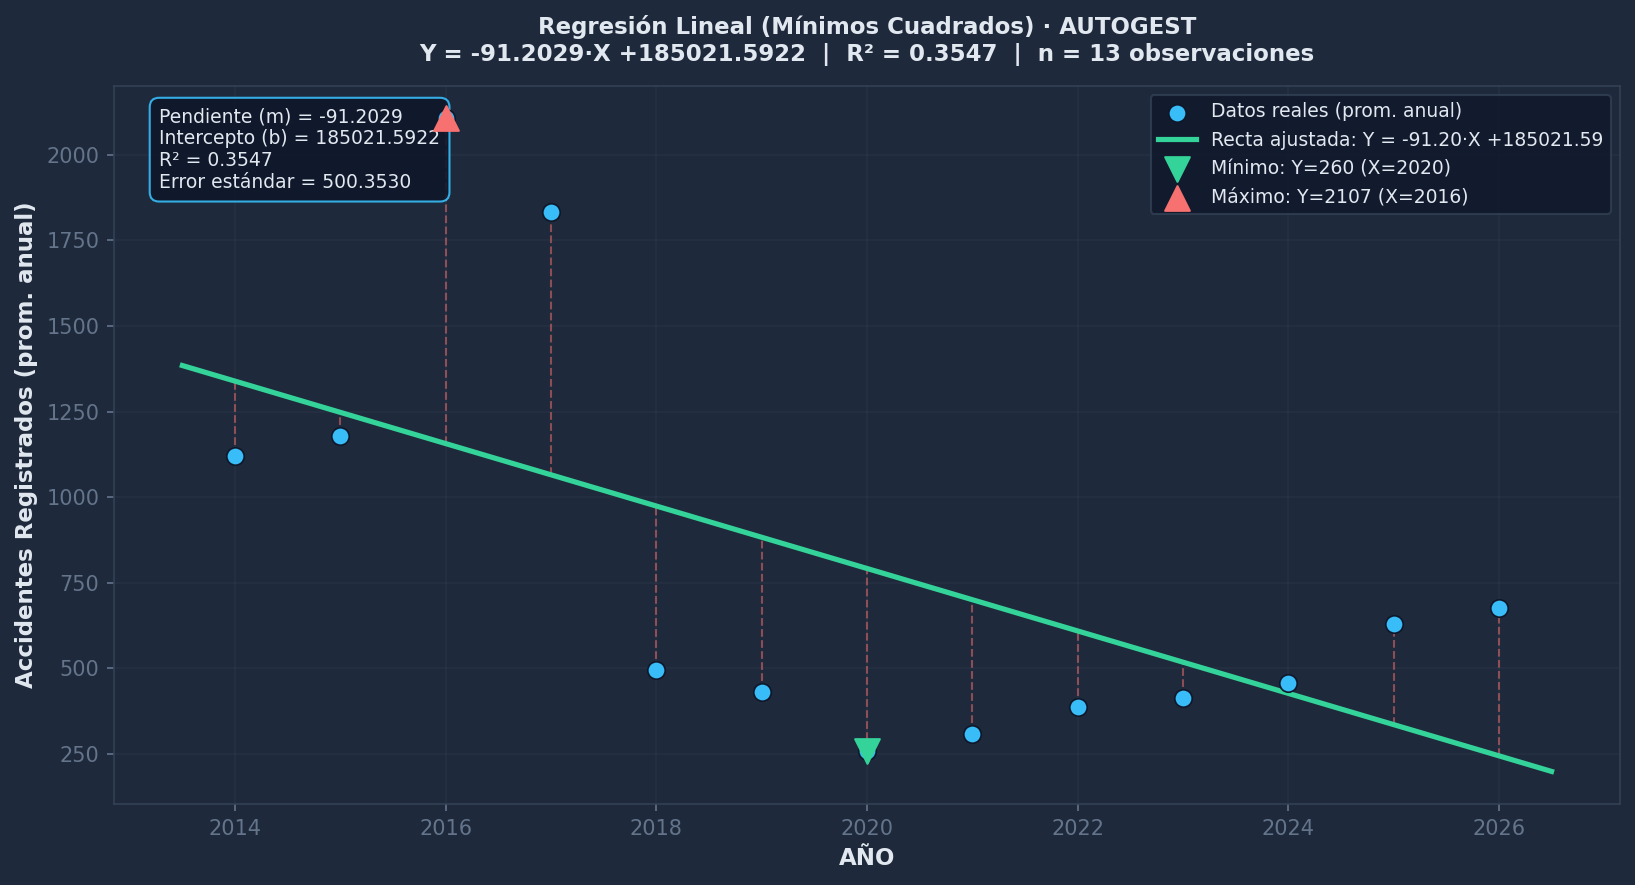 Regresión Lineal (Mínimos Cuadrados) · AUTOGEST
Y = -91.2029·X +185021.5922  |  R² = 0.3547  |  n = 13 observaciones
Pendiente (m) = -91.2029
Intercepto (b) = 185021.5922
R² = 0.3547
Error estándar = 500.3530
Datos reales (prom. anual)
Recta ajustada: Y = -91.20·X +185021.59
Mínimo: Y=260 (X=2020)
Máximo: Y=2107 (X=2016)
Accidentes Registrados (prom. anual)
2000
1750
1500
1250
1000
750
500
250
2014 2016 2018 2020 2022 2024 2026
AÑO